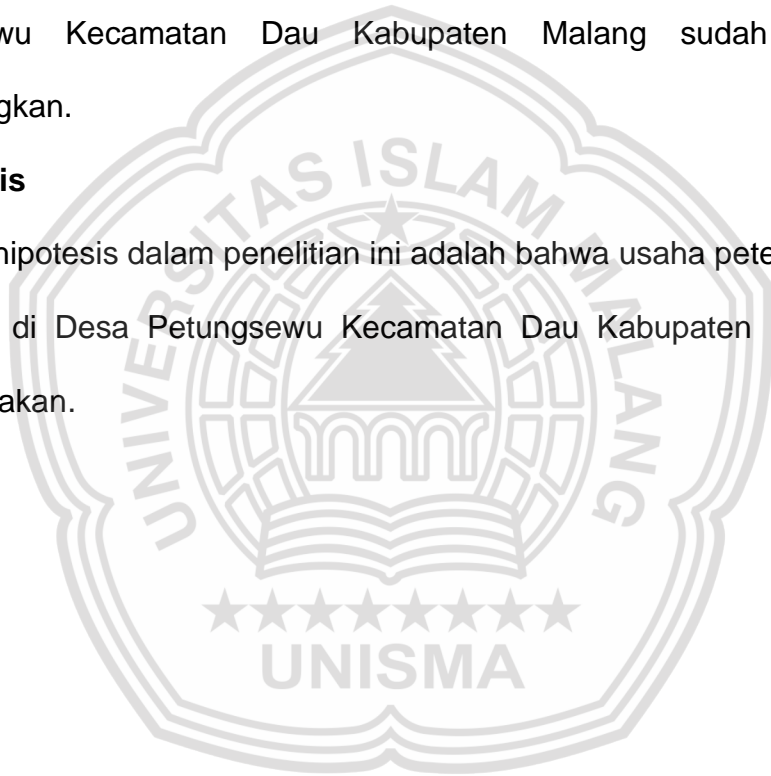 wu Kecamatan Dau Kabupaten Malang sudah
gkan.
is
hipotesis dalam penelitian ini adalah bahwa usaha pete
di Desa Petungsewu Kecamatan Dau Kabupaten
akan.
UNIVERSITAS ISLAM MALANG
UNISMA